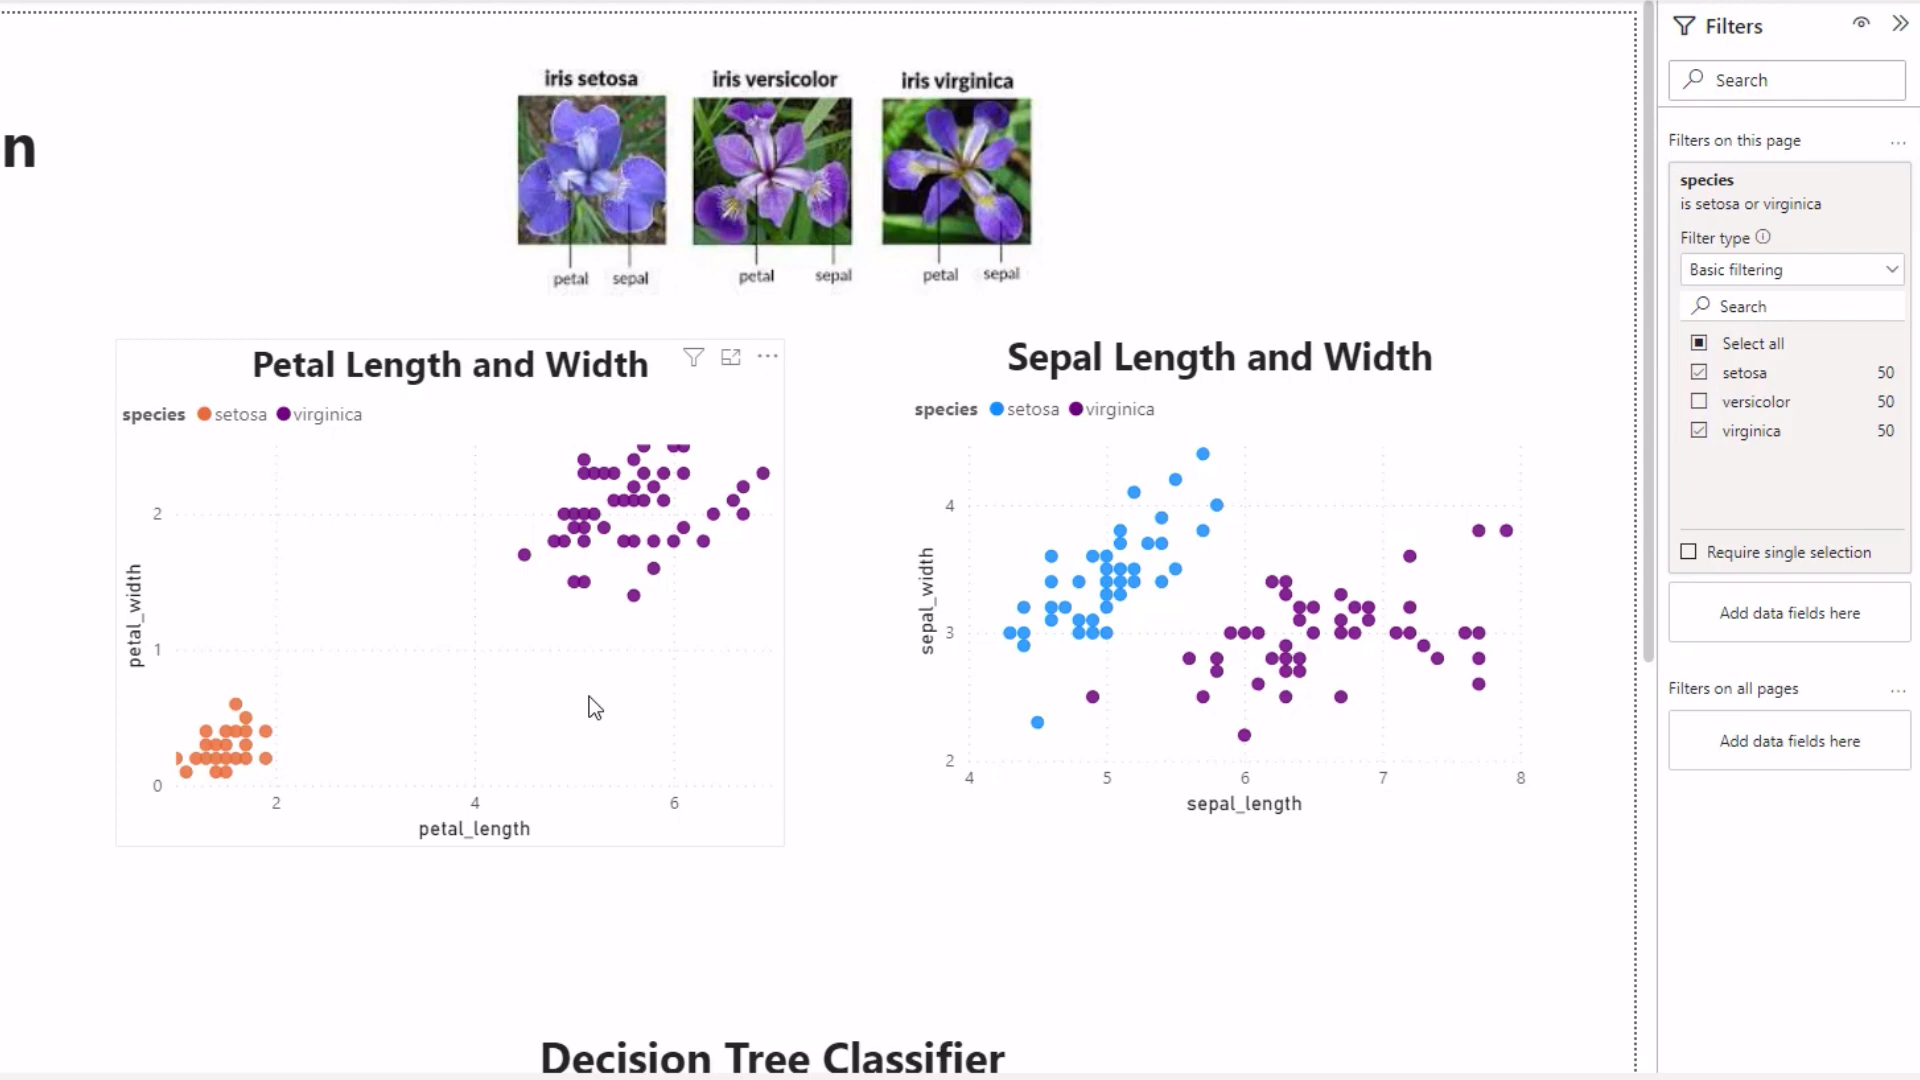 n
iris setosa
iris versicolor
iris virginica
petal sepal
petal sepal
petal sepal
Petal Length and Width
species setosa virginica
petal_width
2
1
0
2 4 6
petal_length
Sepal Length and Width
species setosa virginica
sepal_width
4
3
2
4 5 6 7 8
sepal_length
Decision Tree Classifier
Filters
Search
Filters on this page ...
species
is setosa or virginica
Filter type
Basic filtering
Search
Select all
setosa 50
versicolor 50
virginica 50
Require single selection
Add data fields here
Filters on all pages ...
Add data fields here